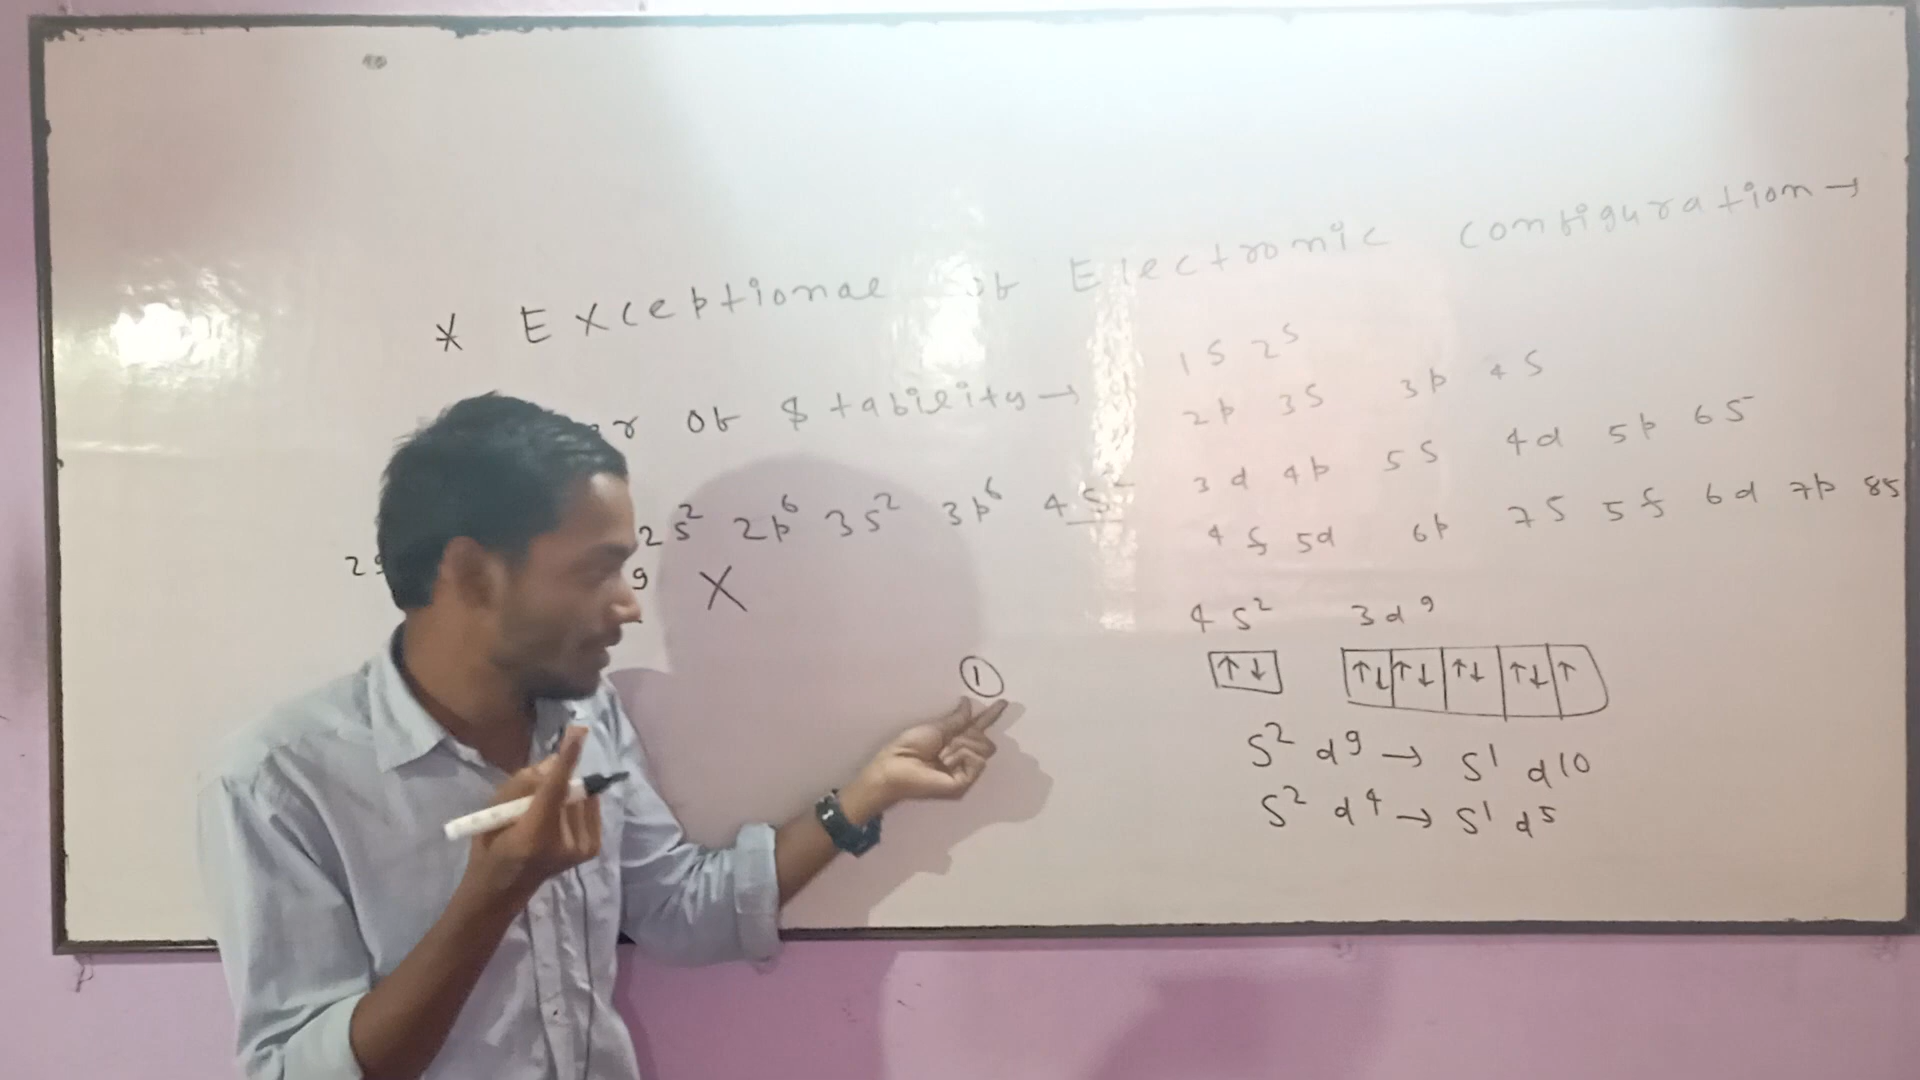 * Exceptional of Electronic configuration →
of stability →
1s 2s
2p 3s 3p 4s
3d 4p 5s 4d 5p 6s
4f 5d 6p 7s 5f 6d 7p 8s
2s² 2p⁶ 3s² 3p⁶ 4s²
9 X
4s² 3d⁹
↑↓ ↑↓ ↑↓ ↑↓ ↑↓ ↑
①
s² d⁹ → s¹ d10
s² d⁴ → s¹ d⁵